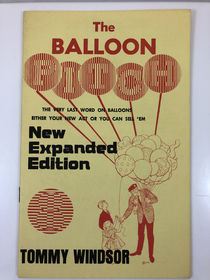 The
BALLOON
PITCH
THE VERY LAST WORD ON BALLOONS
EITHER YOUR NEW ACT OR YOU CAN SELL 'EM
New
Expanded
Edition
TOMMY WINDSOR